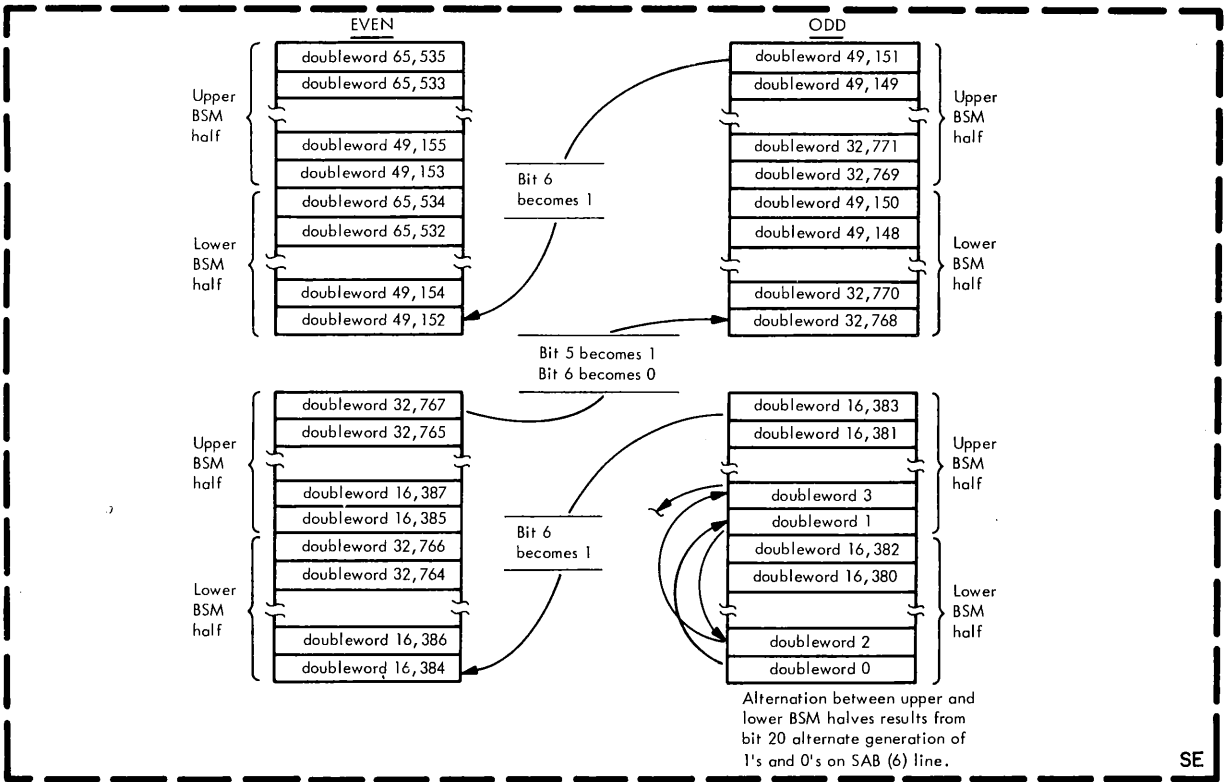 EVEN
doubleword 65,535
doubleword 65,533
doubleword 49,155
doubleword 49,153
doubleword 65,534
doubleword 65,532
doubleword 49,154
doubleword 49,152
Upper
BSM
half
Lower
BSM
half
Bit 6
becomes 1
ODD
doubleword 49,151
doubleword 49,149
doubleword 32,771
doubleword 32,769
doubleword 49,150
doubleword 49,148
doubleword 32,770
doubleword 32,768
Upper
BSM
half
Lower
BSM
half
Bit 5 becomes 1
Bit 6 becomes 0
doubleword 32,767
doubleword 32,765
doubleword 16,387
doubleword 16,385
doubleword 32,766
doubleword 32,764
doubleword 16,386
doubleword 16,384
Upper
BSM
half
Lower
BSM
half
Bit 6
becomes 1
doubleword 16,383
doubleword 16,381
doubleword 3
doubleword 1
doubleword 16,382
doubleword 16,380
doubleword 2
doubleword 0
Upper
BSM
half
Lower
BSM
half
Alternation between upper and
lower BSM halves results from
bit 20 alternate generation of
1's and 0's on SAB (6) line.
SE